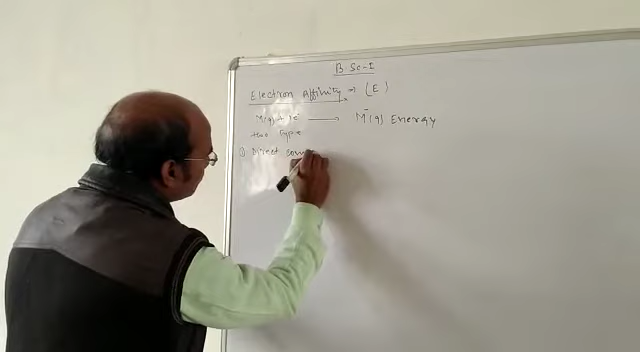 B.Sc-I
Electron Affinity ⇒ (E)
M(g) + 1e⁻ ⟶ M⁻(g) Energy
two Type
① Direct